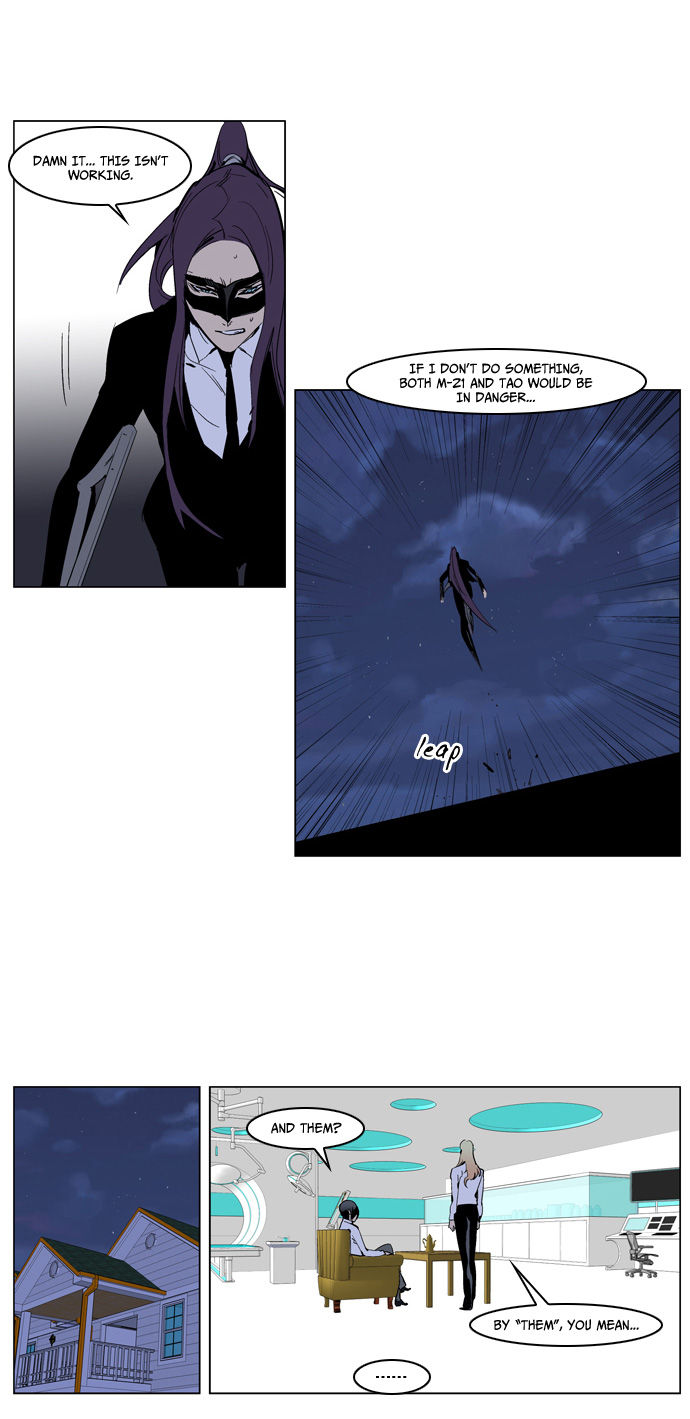 DAMN IT... THIS ISN'T
WORKING.
IF I DON'T DO SOMETHING,
BOTH M-21 AND TAO WOULD BE
IN DANGER...
leap
AND THEM?
BY "THEM", YOU MEAN...
......